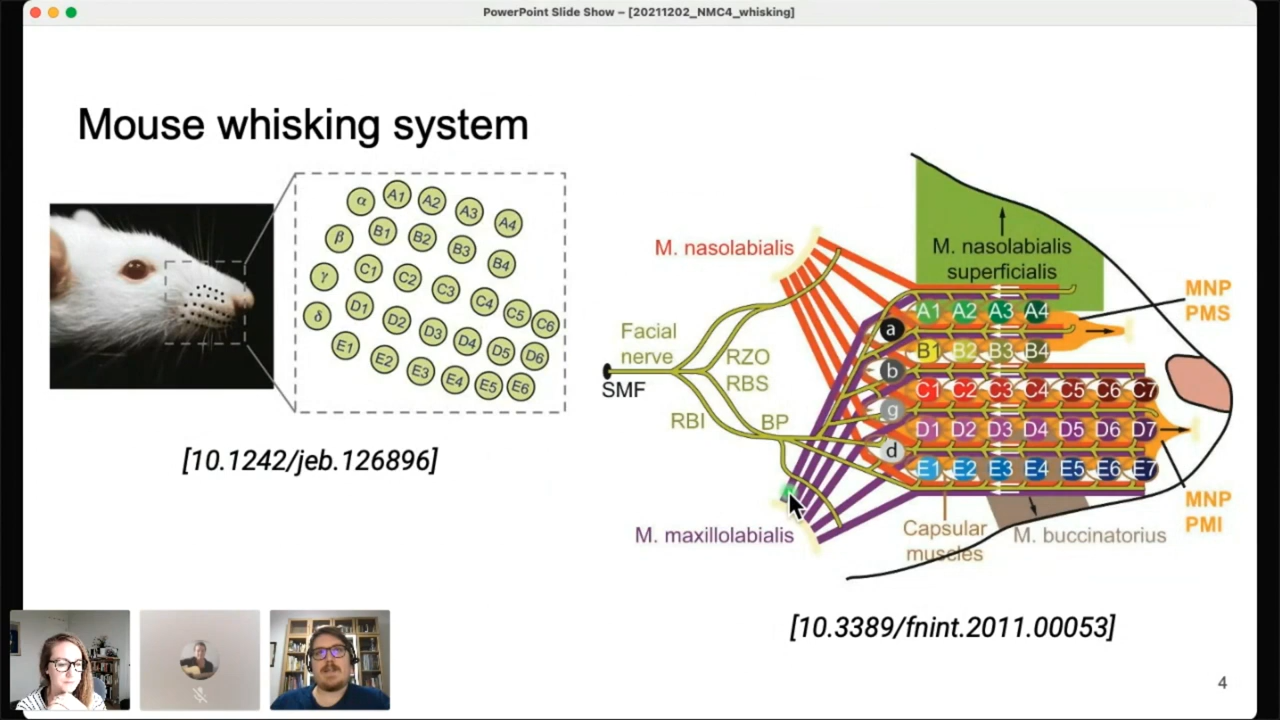 PowerPoint Slide Show – [20211202_NMC4_whisking]
Mouse whisking system
α A1 A2 A3 A4
β B1 B2 B3 B4
γ C1 C2 C3 C4 C5 C6
δ D1 D2 D3 D4 D5 D6
E1 E2 E3 E4 E5 E6
[10.1242/jeb.126896]
M. nasolabialis
M. nasolabialis
superficialis
MNP
PMS
Facial
nerve
SMF
RZO
RBS
RBI
BP
a
b
g
d
A1 A2 A3 A4
B1 B2 B3 B4
C1 C2 C3 C4 C5 C6 C7
D1 D2 D3 D4 D5 D6 D7
E1 E2 E3 E4 E5 E6 E7
MNP
PMI
M. maxillolabialis
Capsular
muscles
M. buccinatorius
[10.3389/fnint.2011.00053]
4